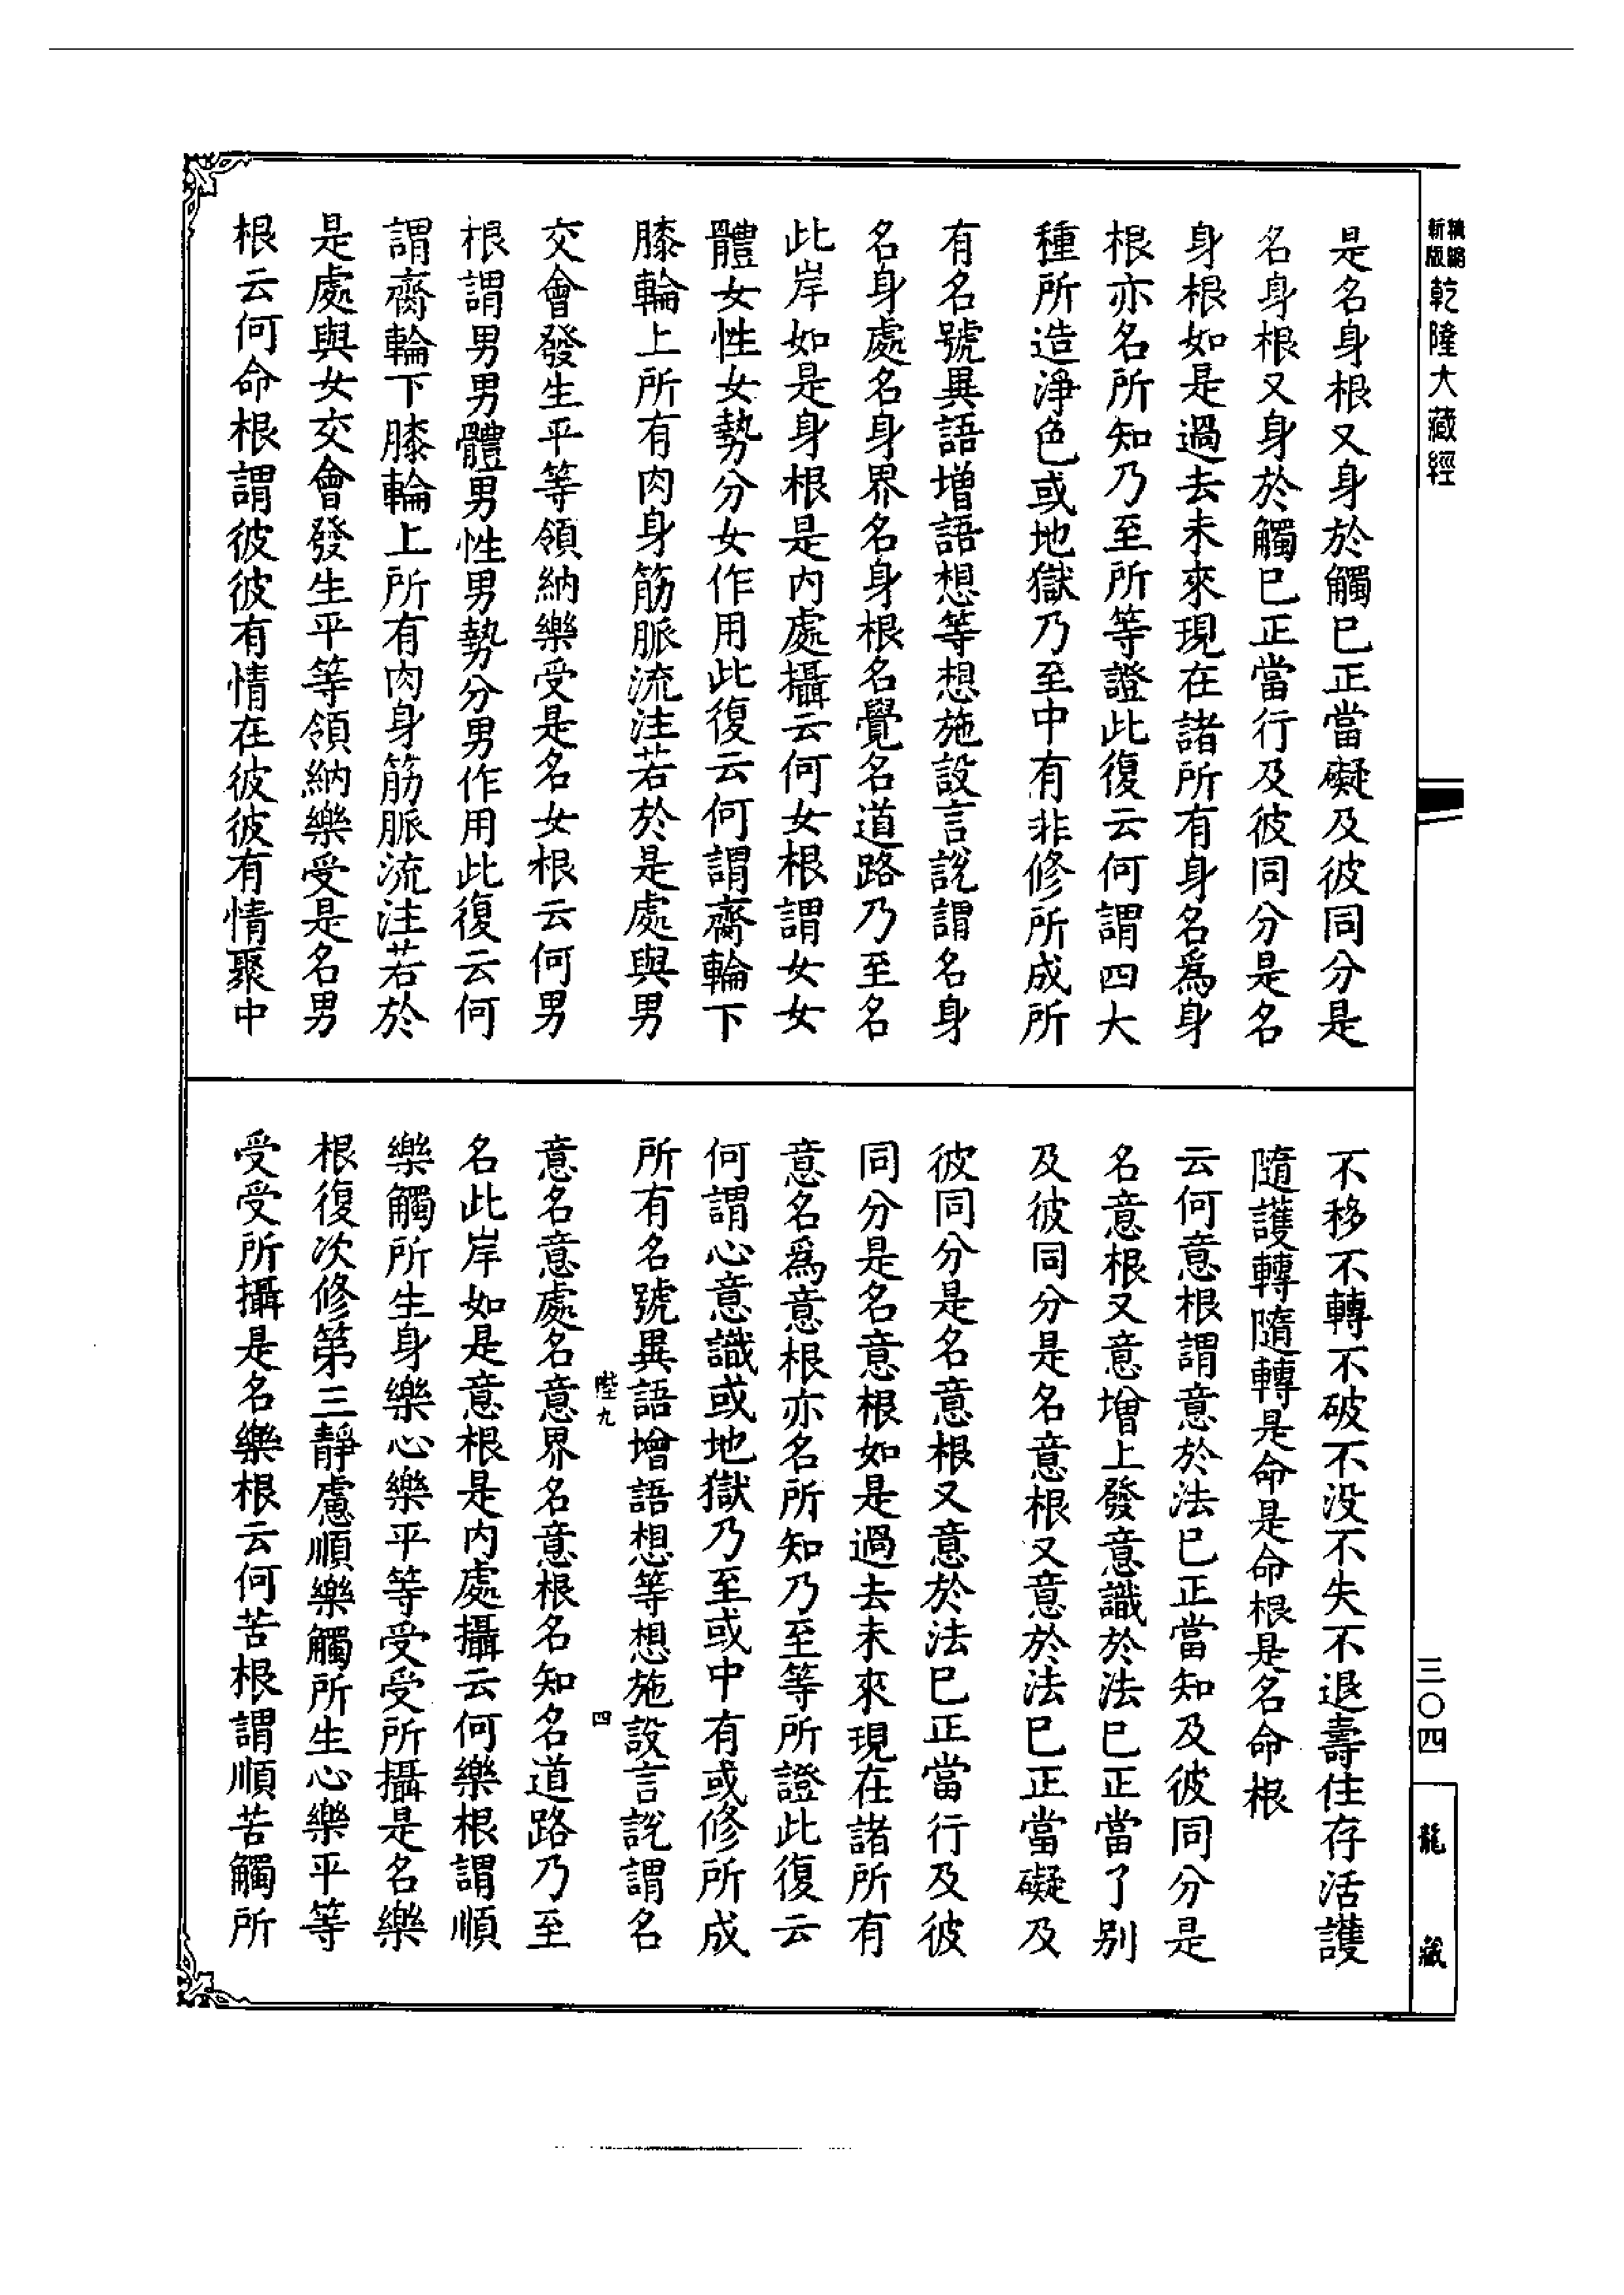 新版
精縮
乾隆大藏經
三〇四
龍藏
是名身根又身於觸已正當礙及彼同分是
名身根又身於觸已正當行及彼同分是名
身根如是過去未來現在諸所有身名爲身
根亦名所知乃至所等證此復云何謂四大
種所造淨色或地獄乃至中有非修所成所
有名號異語增語想等想施設言說謂名身
名身處名身界名身根名覺名道路乃至名
此岸如是身根是內處攝云何女根謂女女
體女性女勢分女作用此復云何謂齎輪下
膝輪上所有肉身筋脈流注若於是處與男
交會發生平等領納樂受是名女根云何男
根謂男男體男性男勢分男作用此復云何
謂齎輪下膝輪上所有肉身筋脈流注若於
是處與女交會發生平等領納樂受是名男
根云何命根謂彼彼有情在彼彼有情聚中
不移不轉不破不没不失不退壽住存活護
隨護轉隨轉是命是命根是名命根
云何意根謂意於法已正當知及彼同分是
名意根又意增上發意識於法已正當了别
及彼同分是名意根又意於法已正當礙及
彼同分是名意根又意於法已正當行及彼
同分是名意根如是過去未來現在諸所有
意名爲意根亦名所知乃至等所證此復云
何謂心意識或地獄乃至或中有或修所成
所有名號異語增語想等想施設言說謂名
陛九 四
意名意處名意界名意根名知名道路乃至
名此岸如是意根是內處攝云何樂根謂順
樂觸所生身樂心樂平等受受所攝是名樂
根復次修第三靜慮順樂觸所生心樂平等
受受所攝是名樂根云何苦根謂順苦觸所